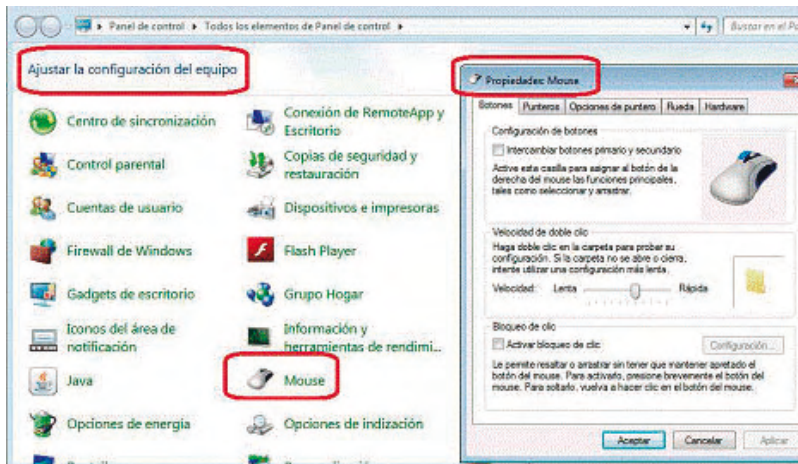 Panel de control
Todos los elementos de Panel de control
Buscar en el
Ajustar la configuración del equipo
Centro de sincronización
Conexión de RemoteApp y
Escritorio
Control parental
Copias de seguridad y
restauración
Cuentas de usuario
Dispositivos e impresoras
Firewall de Windows
Flash Player
Gadgets de escritorio
Grupo Hogar
Iconos del área de
notificación
Información y
herramientas de rendimi...
Java
Mouse
Opciones de energía
Opciones de indización
Propiedades: Mouse
Botones Punteros Opciones de puntero Rueda Hardware
Configuración de botones
Intercambiar botones primario y secundario
Active esta casilla para asignar al botón de la
derecha del mouse las funciones principales,
tales como seleccionar y arrastrar.
Velocidad de doble clic
Haga doble clic en la carpeta para probar su
configuración. Si la carpeta no se abre o cierra,
intente utilizar una configuración más lenta.
Velocidad: Lenta Rápida
Bloqueo de clic
Activar bloqueo de clic
Configuración...
Le permite resaltar o arrastrar sin tener que mantener apretado el
botón del mouse. Para activarlo, presione brevemente el botón del
mouse. Para soltarlo, vuelva a hacer clic en el botón del mouse.
Aceptar Cancelar Aplicar